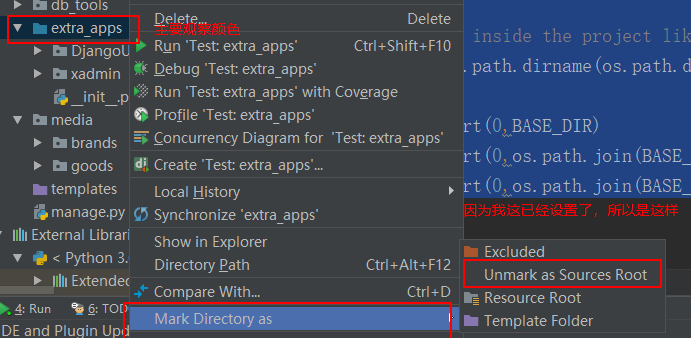 db_tools
extra_apps
DjangoU
xadmin
__init__.p
media
brands
goods
templates
manage.py
External Librari
< Python 3.
Extended
4: Run
6: TOD
DE and Plugin Upd
Delete...
Delete
主要观察颜色
Run 'Test: extra_apps'
Ctrl+Shift+F10
Debug 'Test: extra_apps'
Run 'Test: extra_apps' with Coverage
Profile 'Test: extra_apps'
Concurrency Diagram for 'Test: extra_apps'
Create 'Test: extra_apps'...
Local History
Synchronize 'extra_apps'
Show in Explorer
Directory Path
Ctrl+Alt+F12
Compare With...
Ctrl+D
Mark Directory as
inside the project lik
.path.dirname(os.path.d
rt(0,BASE_DIR)
rt(0,os.path.join(BASE_
rt(0,os.path.join(BASE_
因为我这已经设置了，所以是这样
Excluded
Unmark as Sources Root
Resource Root
Template Folder